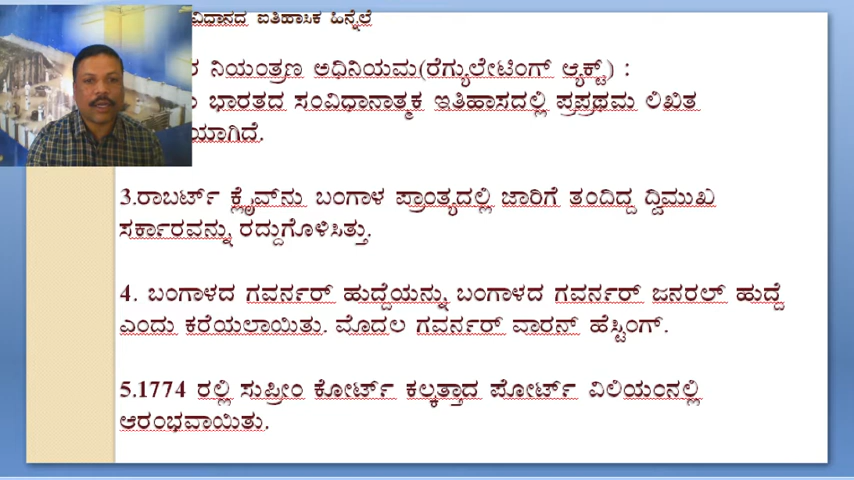 ಐತಿಹಾಸಿಕ ಹಿನ್ನೆಲೆ
ನಿಯಂತ್ರಣ ಅಧಿನಿಯಮ(ರೆಗ್ಯುಲೇಟಿಂಗ್ ಆ್ಯಕ್ಟ್) :
ಭಾರತದ ಸಂವಿಧಾನಾತ್ಮಕ ಇತಿಹಾಸದಲ್ಲಿ ಪ್ರಪ್ರಥಮ ಲಿಖಿತ
ಯಾಗಿದೆ.
3.ರಾಬರ್ಟ್ ಕ್ಲೈವ್‌ನು ಬಂಗಾಳ ಪ್ರಾಂತ್ಯದಲ್ಲಿ ಜಾರಿಗೆ ತಂದಿದ್ದ ದ್ವಿಮುಖ
ಸರ್ಕಾರವನ್ನು ರದ್ದುಗೊಳಿಸಿತ್ತು.
4. ಬಂಗಾಳದ ಗವರ್ನರ್ ಹುದ್ದೆಯನ್ನು ಬಂಗಾಳದ ಗವರ್ನರ್ ಜನರಲ್ ಹುದ್ದೆ
ಎಂದು ಕರೆಯಲಾಯಿತು. ಮೊದಲ ಗವರ್ನರ್ ವಾರನ್ ಹೆಸ್ಟಿಂಗ್.
5.1774 ರಲ್ಲಿ ಸುಪ್ರೀಂ ಕೋರ್ಟ್ ಕಲ್ಕತ್ತಾದ ಪೋರ್ಟ್ ವಿಲಿಯಂನಲ್ಲಿ
ಆರಂಭವಾಯಿತು.